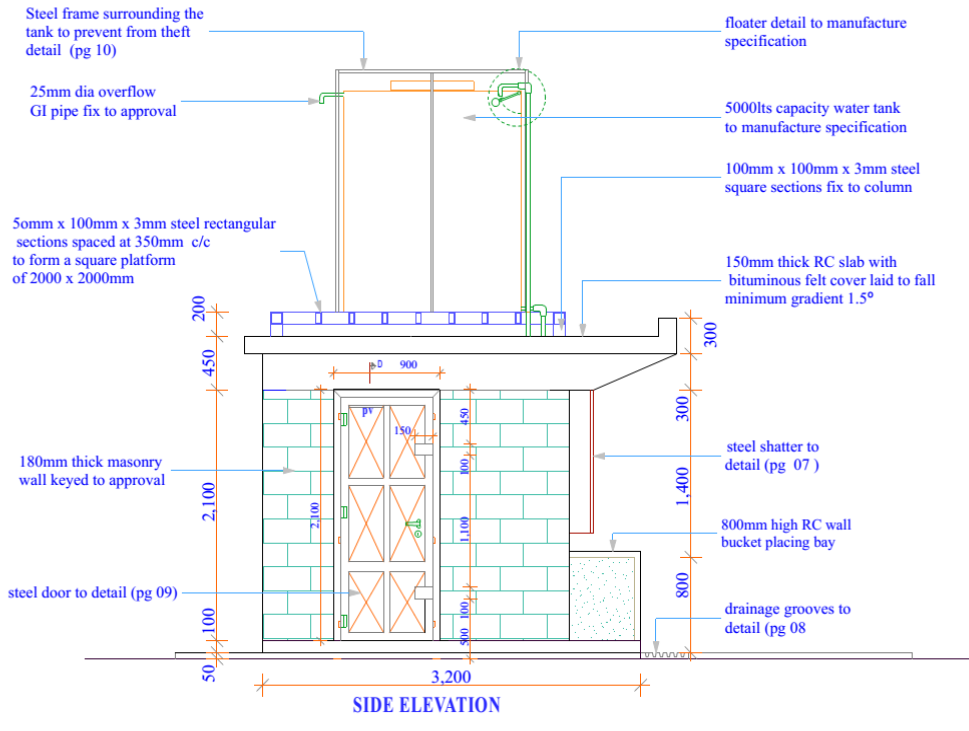 Steel frame surrounding the
tank to prevent from theft
detail (pg 10)
floater detail to manufacture
specification
25mm dia overflow
GI pipe fix to approval
5000lts capacity water tank
to manufacture specification
100mm x 100mm x 3mm steel
square sections fix to column
5omm x 100mm x 3mm steel rectangular
sections spaced at 350mm c/c
to form a square platform
of 2000 x 2000mm
150mm thick RC slab with
bituminous felt cover laid to fall
minimum gradient 1.5º
200
300
450
D
900
pv
450
300
150
180mm thick masonry
wall keyed to approval
100
steel shatter to
detail (pg 07 )
2,100
2,100
1,400
1,100
800mm high RC wall
bucket placing bay
steel door to detail (pg 09)
800
100
100
500
drainage grooves to
detail (pg 08
50
3,200
SIDE ELEVATION